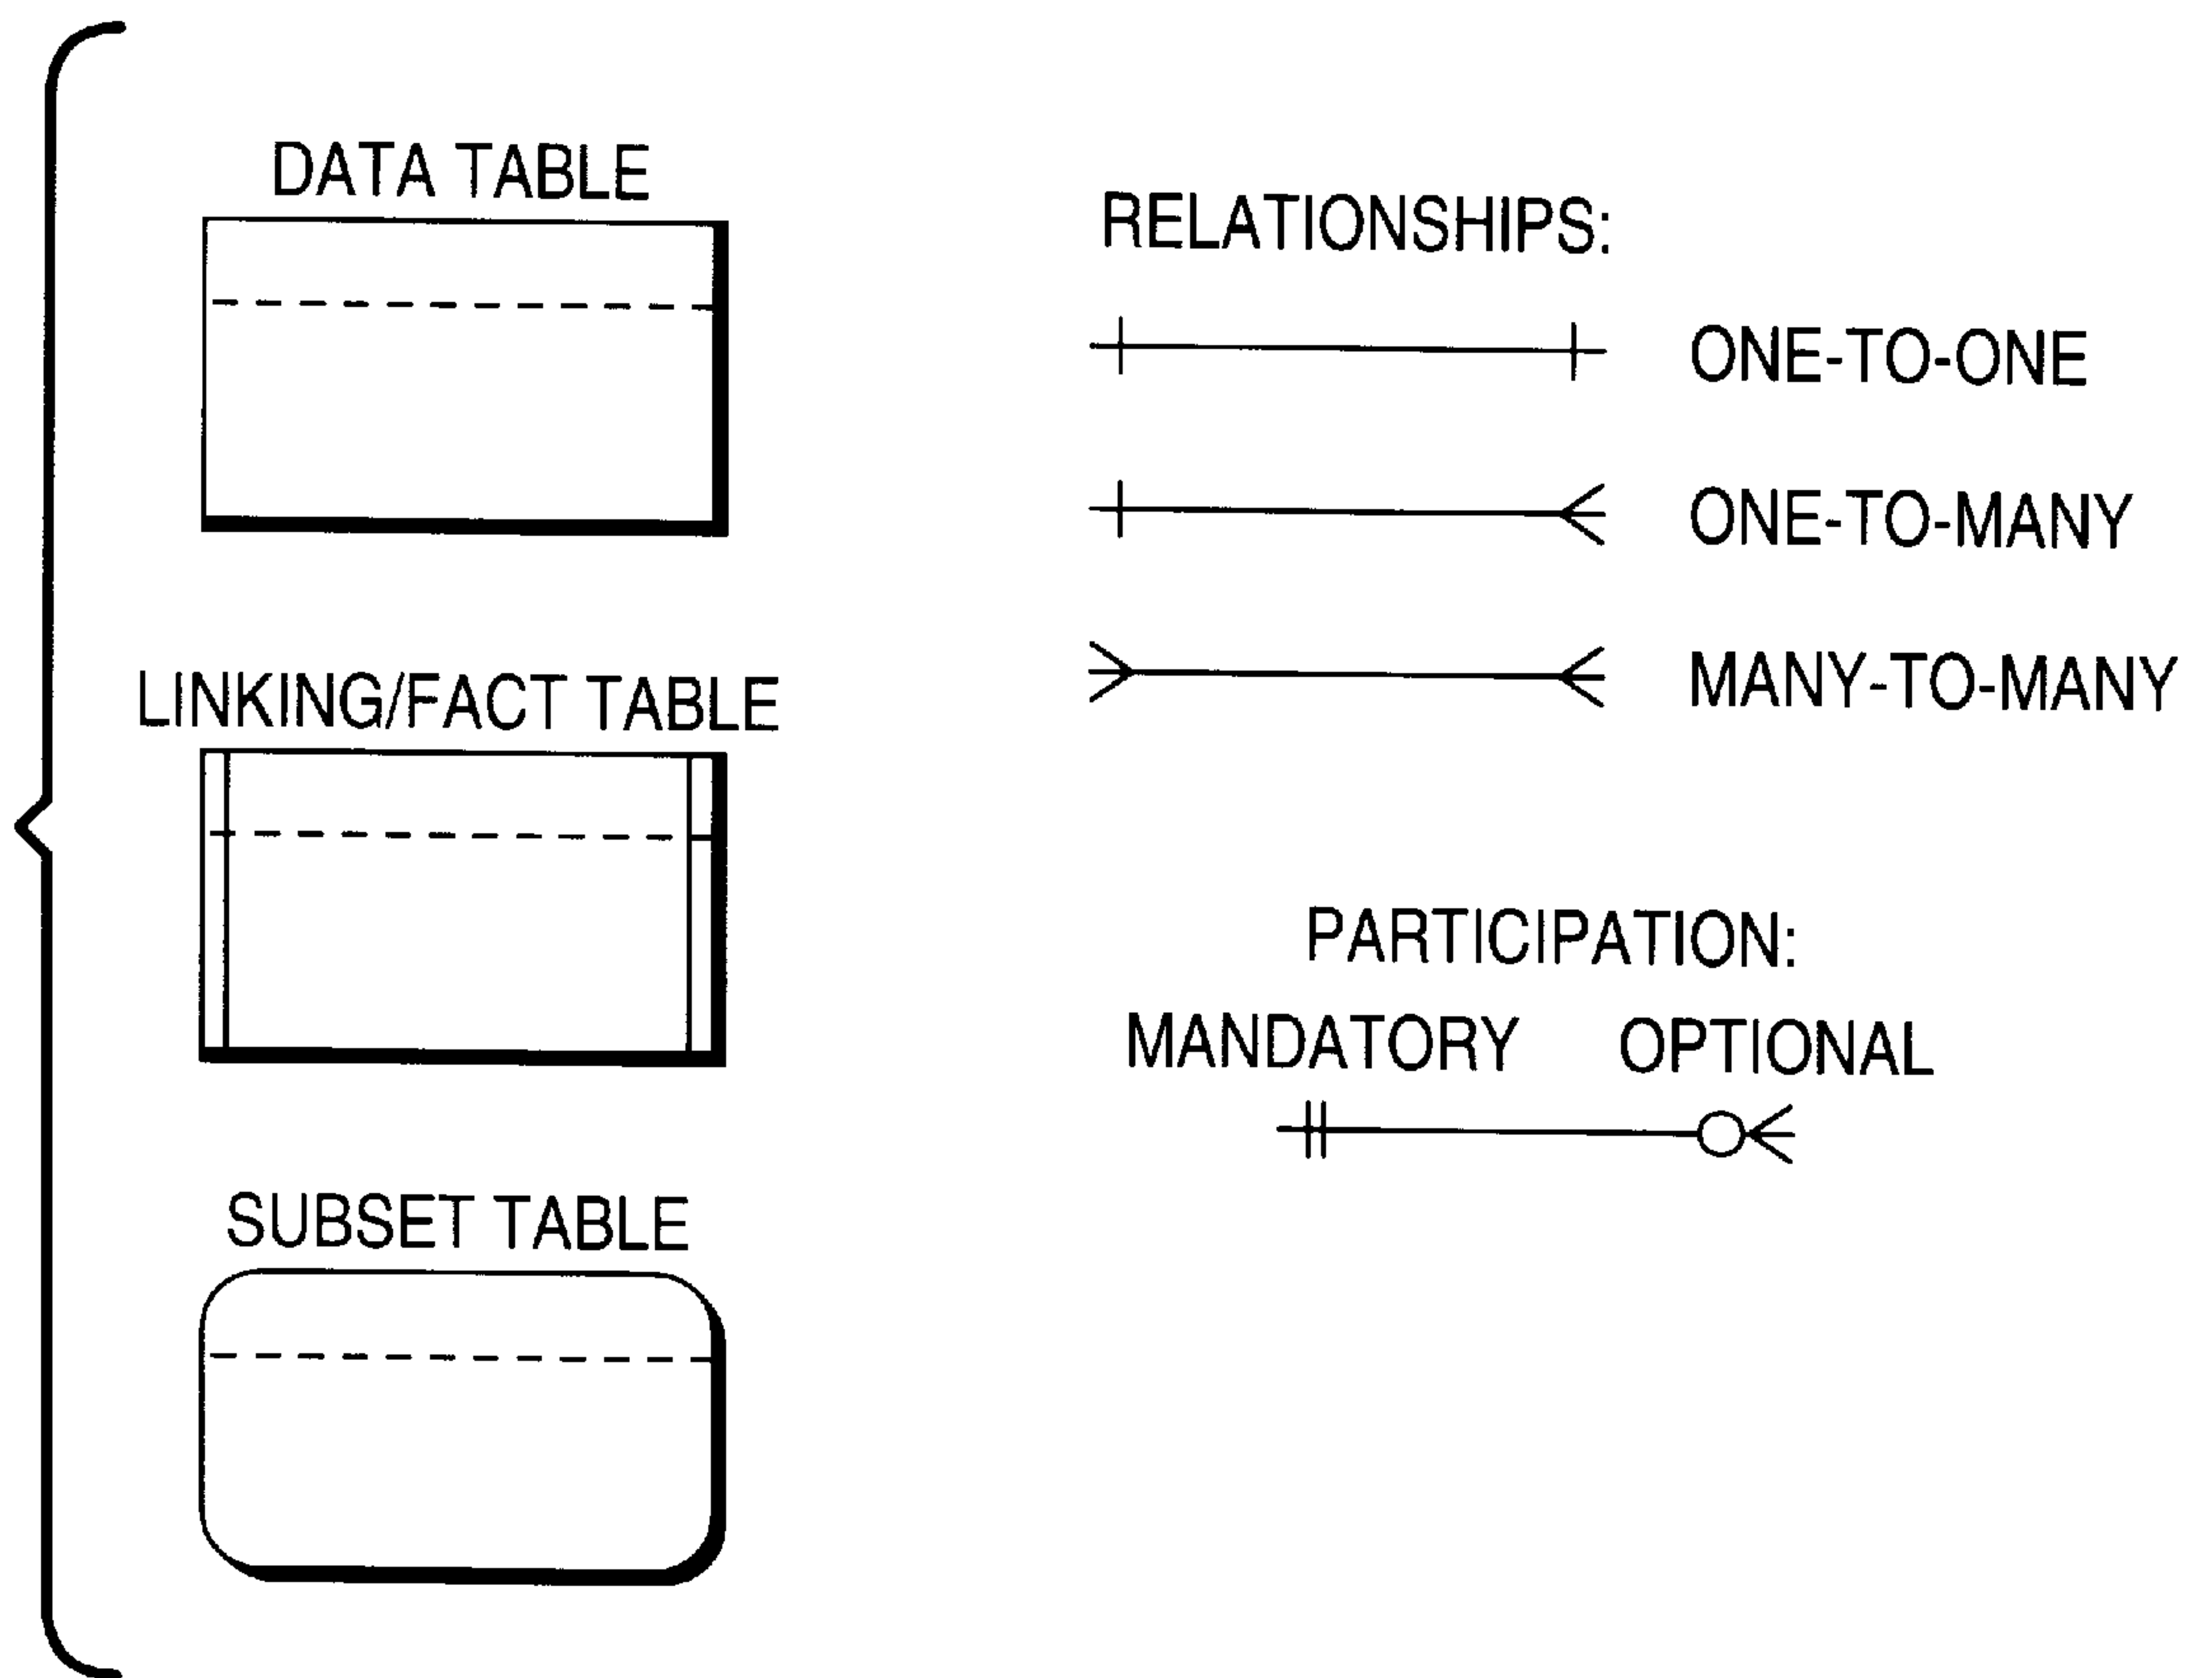 DATA TABLE
LINKING/FACT TABLE
SUBSET TABLE
RELATIONSHIPS:
ONE-TO-ONE
ONE-TO-MANY
MANY-TO-MANY
PARTICIPATION:
MANDATORY OPTIONAL